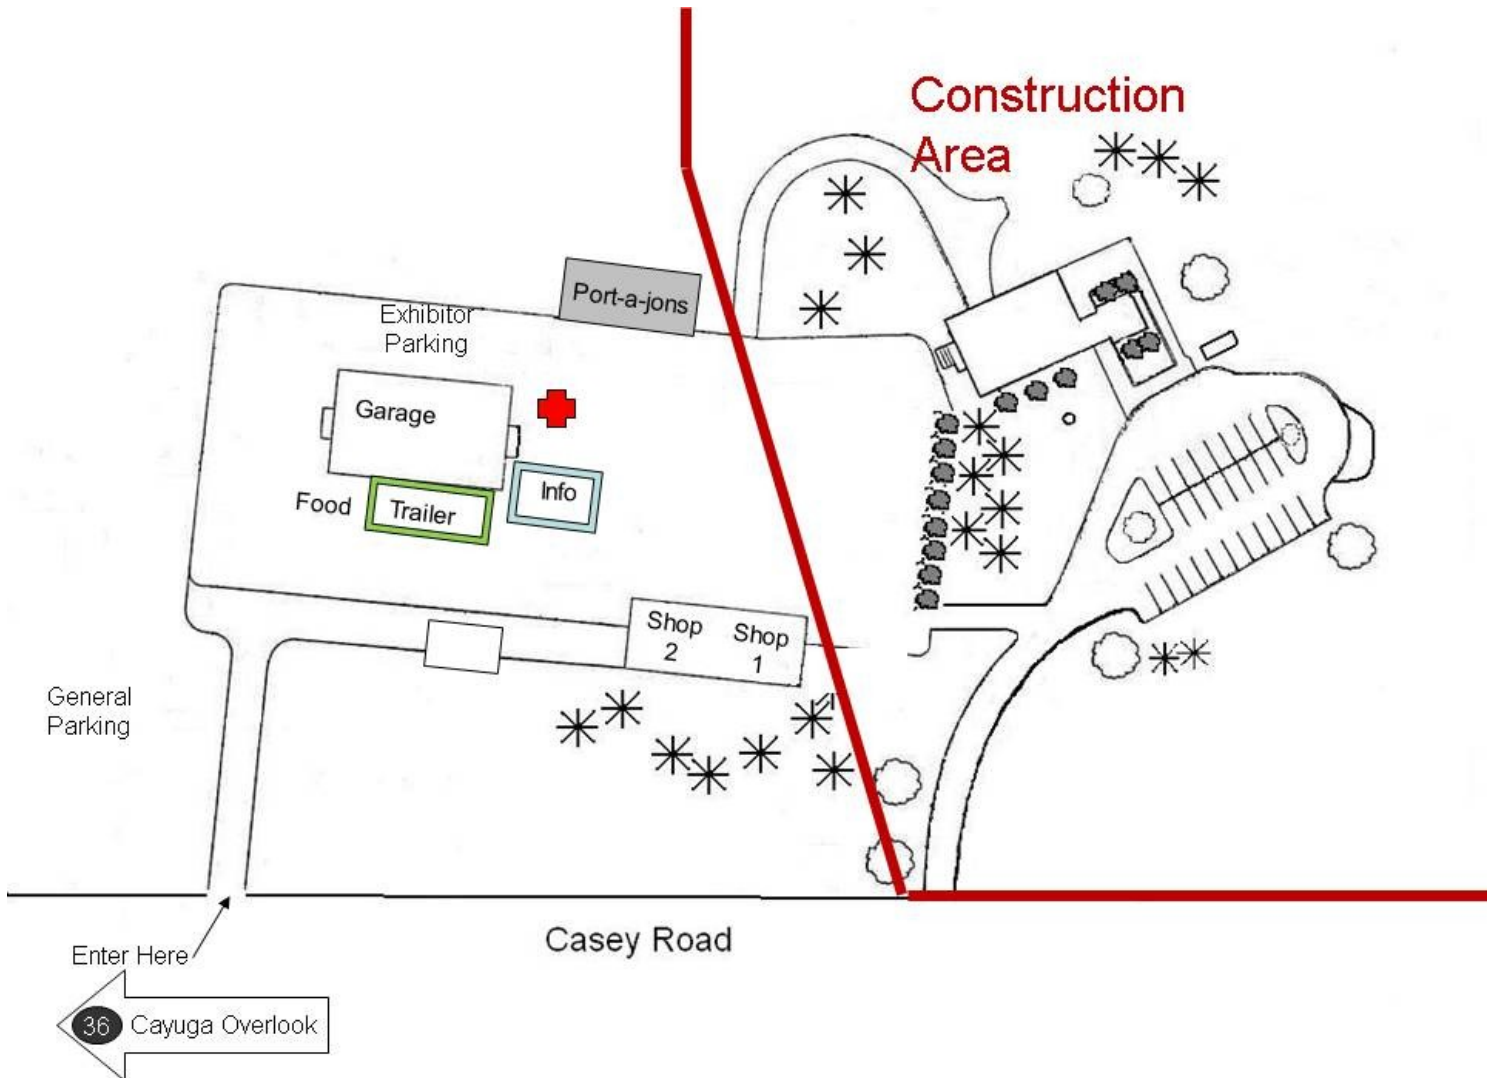 Construction
Area
Port-a-jons
Exhibitor
Parking
Garage
Food
Trailer
Info
Shop
2
Shop
1
General
Parking
Casey Road
Enter Here
36 Cayuga Overlook